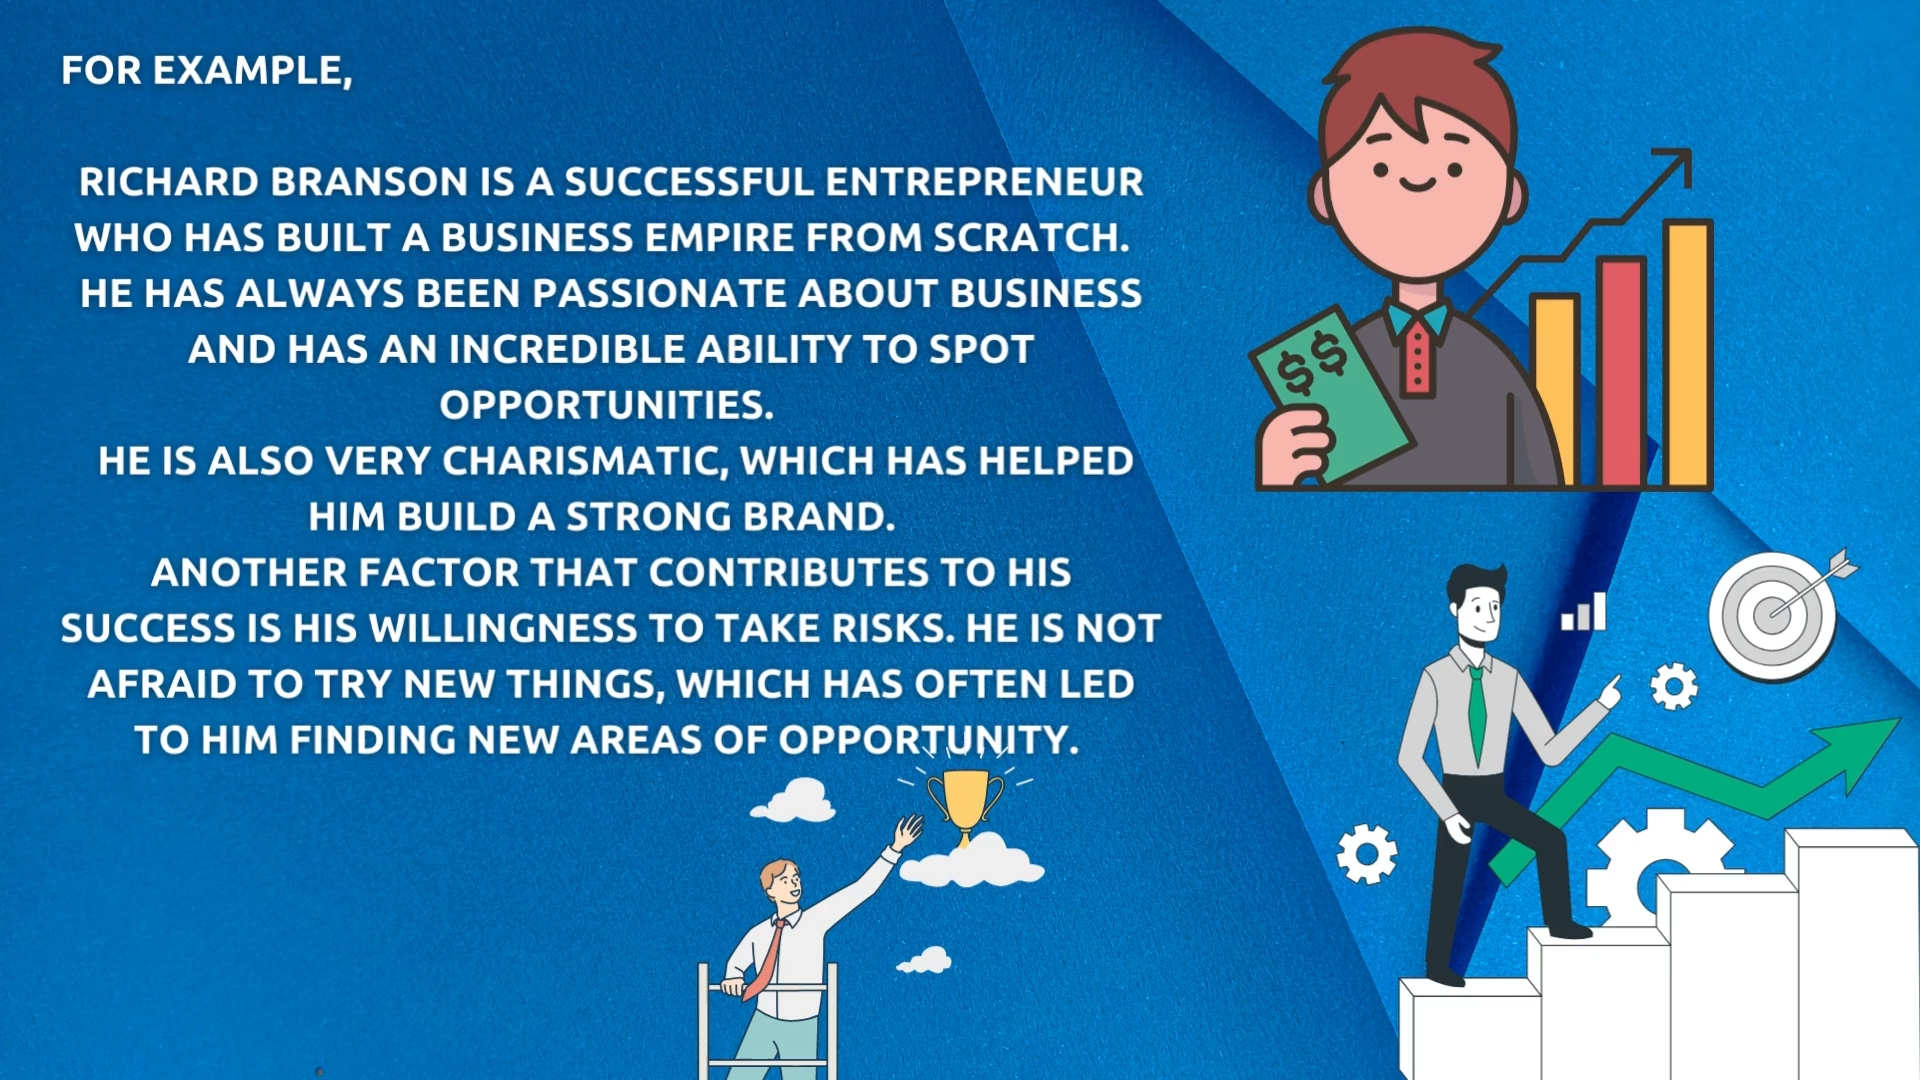 FOR EXAMPLE,
RICHARD BRANSON IS A SUCCESSFUL ENTREPRENEUR
WHO HAS BUILT A BUSINESS EMPIRE FROM SCRATCH.
HE HAS ALWAYS BEEN PASSIONATE ABOUT BUSINESS
AND HAS AN INCREDIBLE ABILITY TO SPOT
OPPORTUNITIES.
HE IS ALSO VERY CHARISMATIC, WHICH HAS HELPED
HIM BUILD A STRONG BRAND.
ANOTHER FACTOR THAT CONTRIBUTES TO HIS
SUCCESS IS HIS WILLINGNESS TO TAKE RISKS. HE IS NOT
AFRAID TO TRY NEW THINGS, WHICH HAS OFTEN LED
TO HIM FINDING NEW AREAS OF OPPORTUNITY.
$$